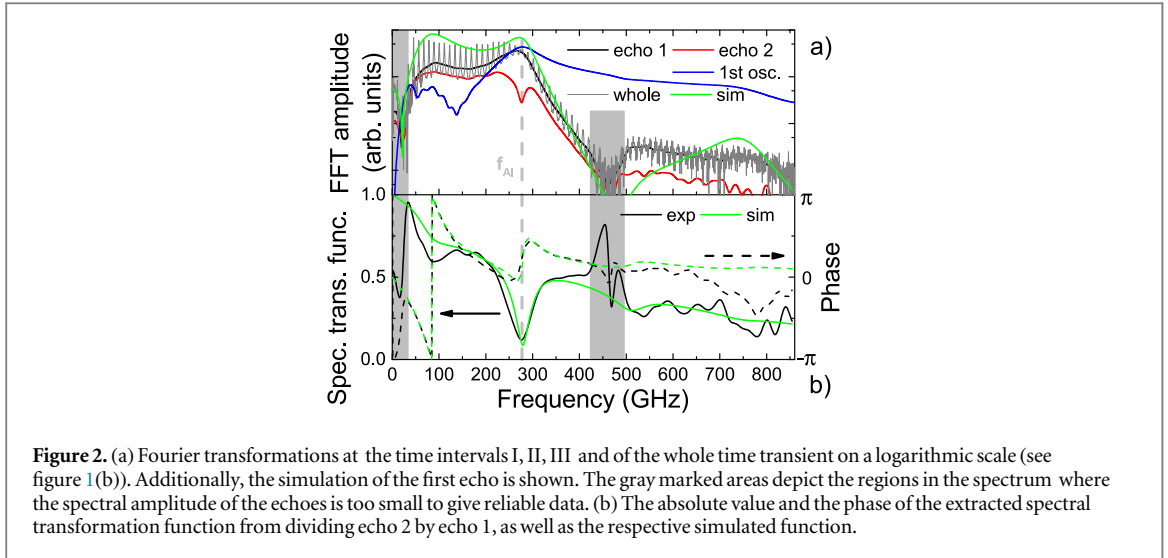 FFT amplitude
(arb. units)
a)
echo 1 echo 2
1st osc.
whole sim
f_Al
1.0
0.5
0.0
Spec. trans. func.
exp sim
π
0
-π
Phase
0 100 200 300 400 500 600 700 800
Frequency (GHz)
b)
Figure 2. (a) Fourier transformations at the time intervals I, II, III and of the whole time transient on a logarithmic scale (see
figure 1(b)). Additionally, the simulation of the first echo is shown. The gray marked areas depict the regions in the spectrum where
the spectral amplitude of the echoes is too small to give reliable data. (b) The absolute value and the phase of the extracted spectral
transformation function from dividing echo 2 by echo 1, as well as the respective simulated function.